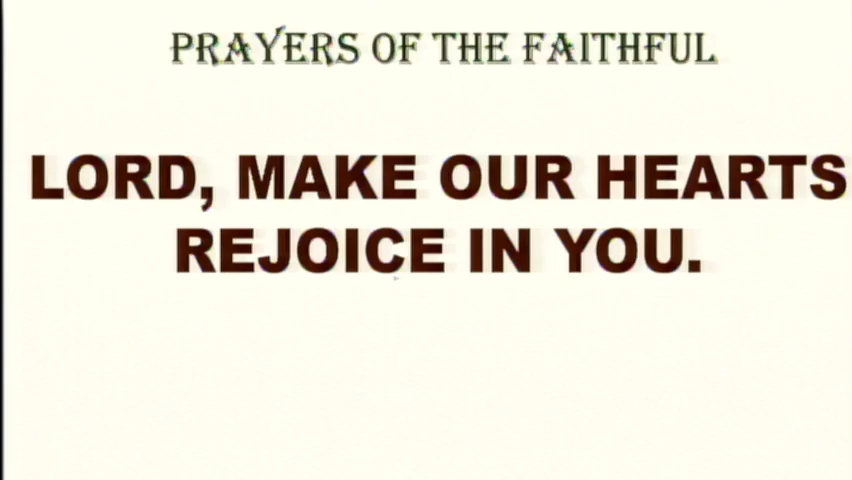 PRAYERS OF THE FAITHFUL
LORD, MAKE OUR HEARTS
REJOICE IN YOU.